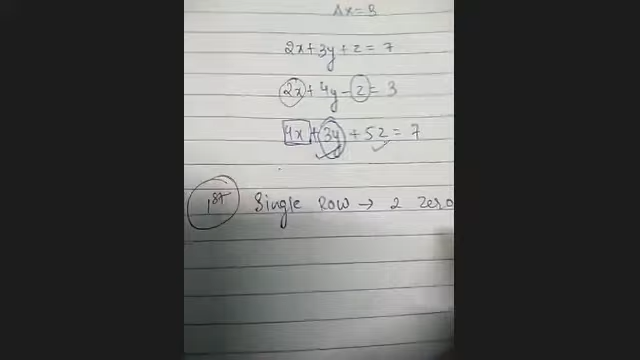 Ax = B
2x + 3y + z = 7
2x + 4y - z = 3
4x + 3y + 5z = 7
1st Single Row → 2 zero